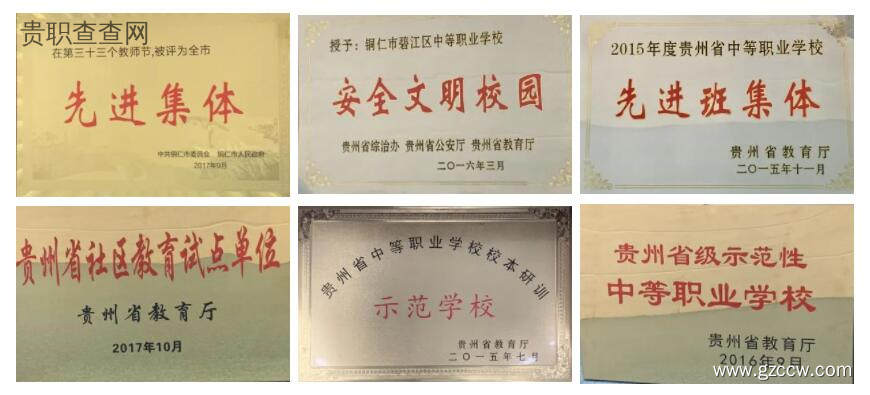 贵职查查网
在第三十三个教师节,被评为全市
先进集体
中共铜仁市委员会 铜仁市人民政府
2017年9月
授予:铜仁市碧江区中等职业学校
安全文明校园
贵州省综治办 贵州省公安厅 贵州省教育厅
二〇一六年三月
2015年度贵州省中等职业学校
先进班集体
贵州省教育厅
二〇一五年十一月
贵州省社区教育试点单位
贵州省教育厅
2017年10月
贵州省中等职业学校校本研训
示范学校
贵州省教育厅
二〇一五年七月
贵州省级示范性
中等职业学校
贵州省教育厅
2016年9月
www.gzccw.com